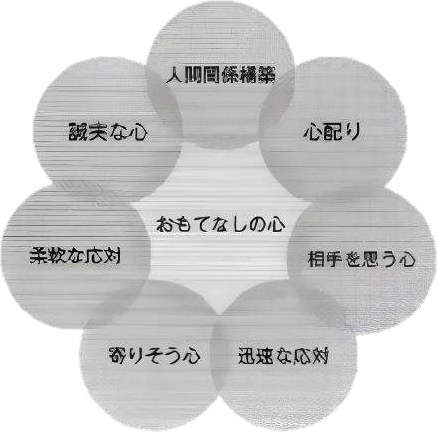 人間関係構築
誠実な心
心配り
おもてなしの心
柔軟な応対
相手を思う心
寄りそう心
迅速な応対